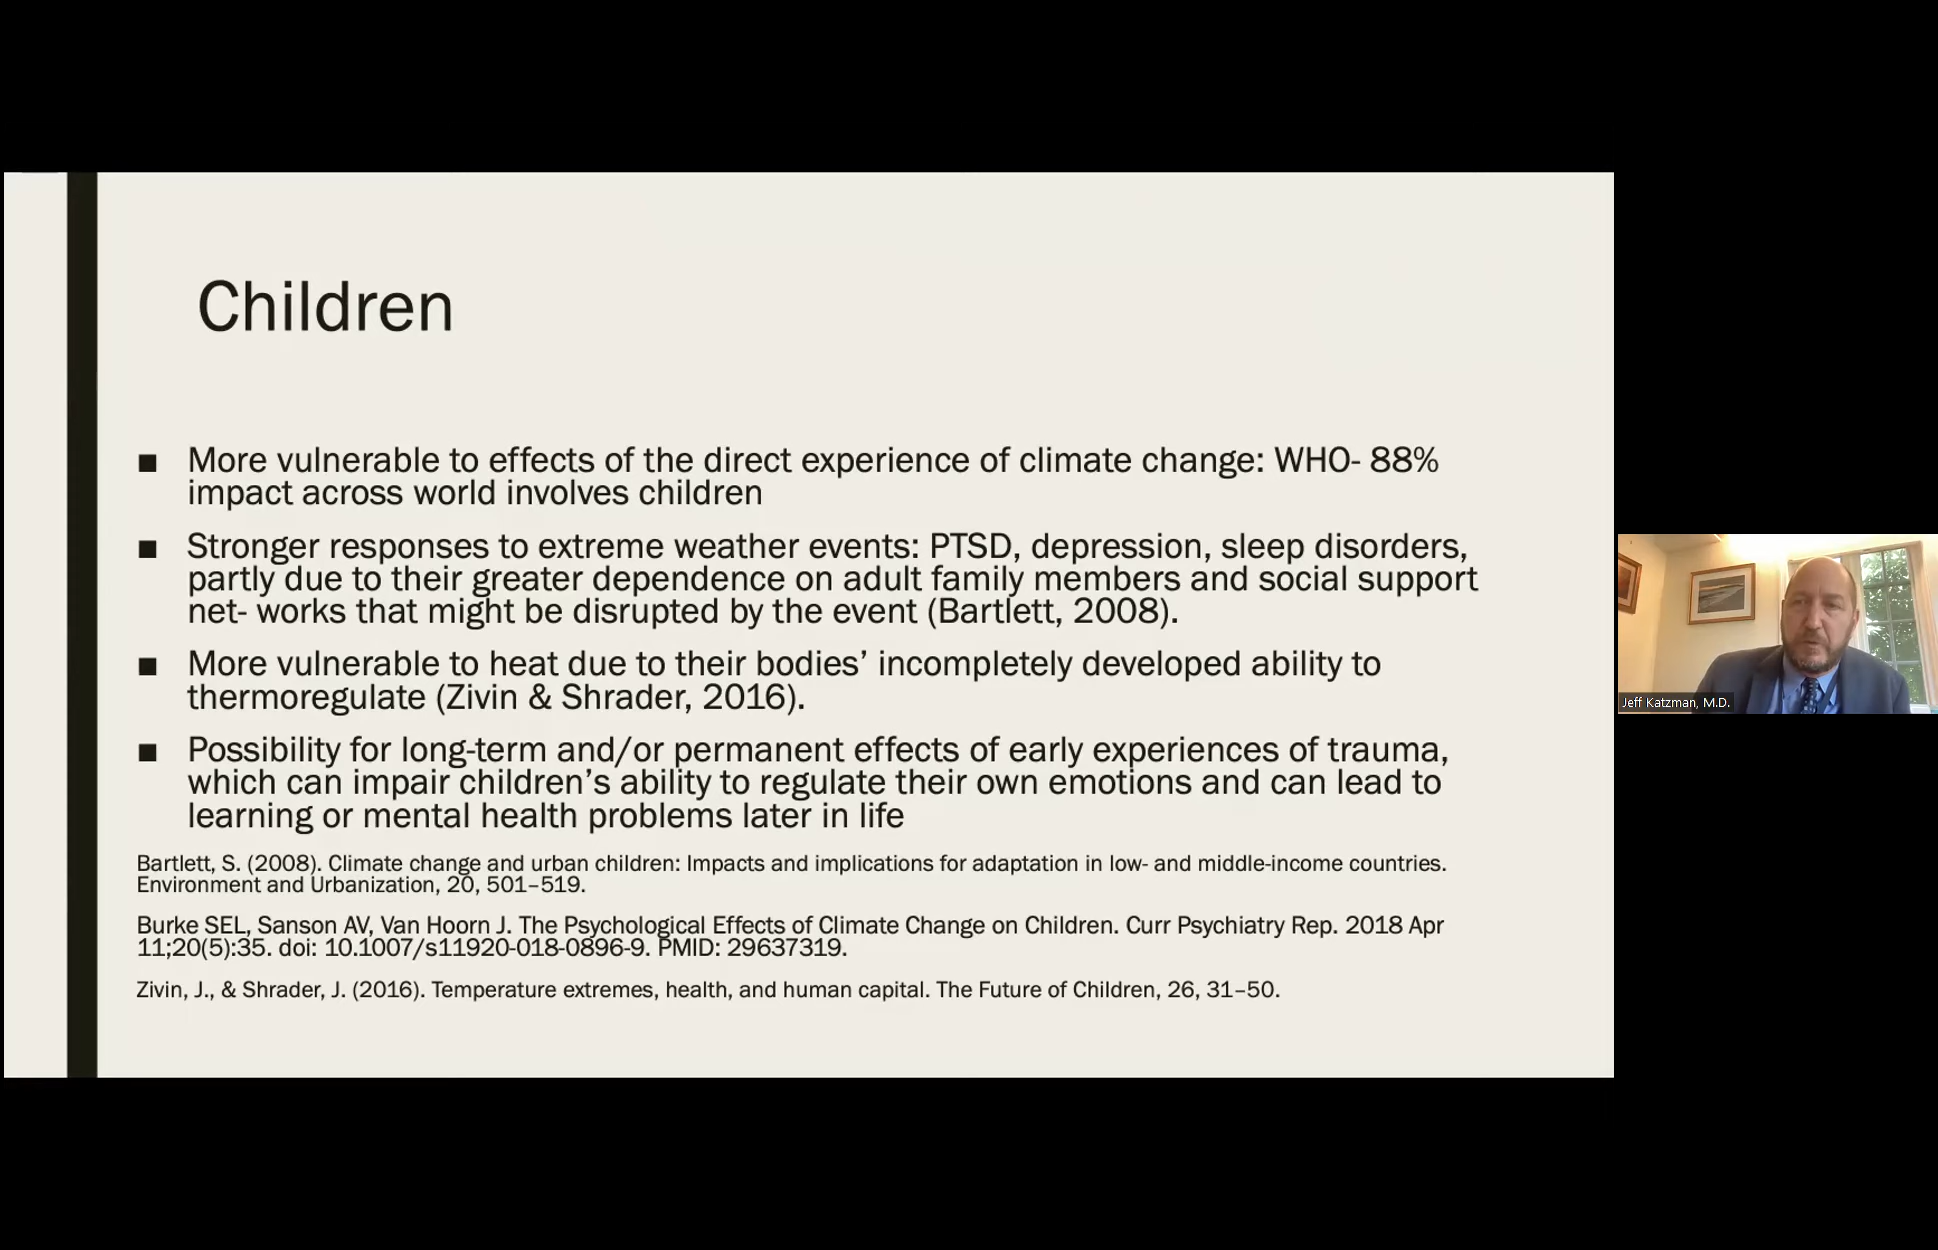 Children
■ More vulnerable to effects of the direct experience of climate change: WHO- 88%
impact across world involves children
■ Stronger responses to extreme weather events: PTSD, depression, sleep disorders,
partly due to their greater dependence on adult family members and social support
net- works that might be disrupted by the event (Bartlett, 2008).
■ More vulnerable to heat due to their bodies’ incompletely developed ability to
thermoregulate (Zivin & Shrader, 2016).
■ Possibility for long-term and/or permanent effects of early experiences of trauma,
which can impair children’s ability to regulate their own emotions and can lead to
learning or mental health problems later in life
Bartlett, S. (2008). Climate change and urban children: Impacts and implications for adaptation in low- and middle-income countries.
Environment and Urbanization, 20, 501–519.
Burke SEL, Sanson AV, Van Hoorn J. The Psychological Effects of Climate Change on Children. Curr Psychiatry Rep. 2018 Apr
11;20(5):35. doi: 10.1007/s11920-018-0896-9. PMID: 29637319.
Zivin, J., & Shrader, J. (2016). Temperature extremes, health, and human capital. The Future of Children, 26, 31–50.
Jeff Katzman, M.D.